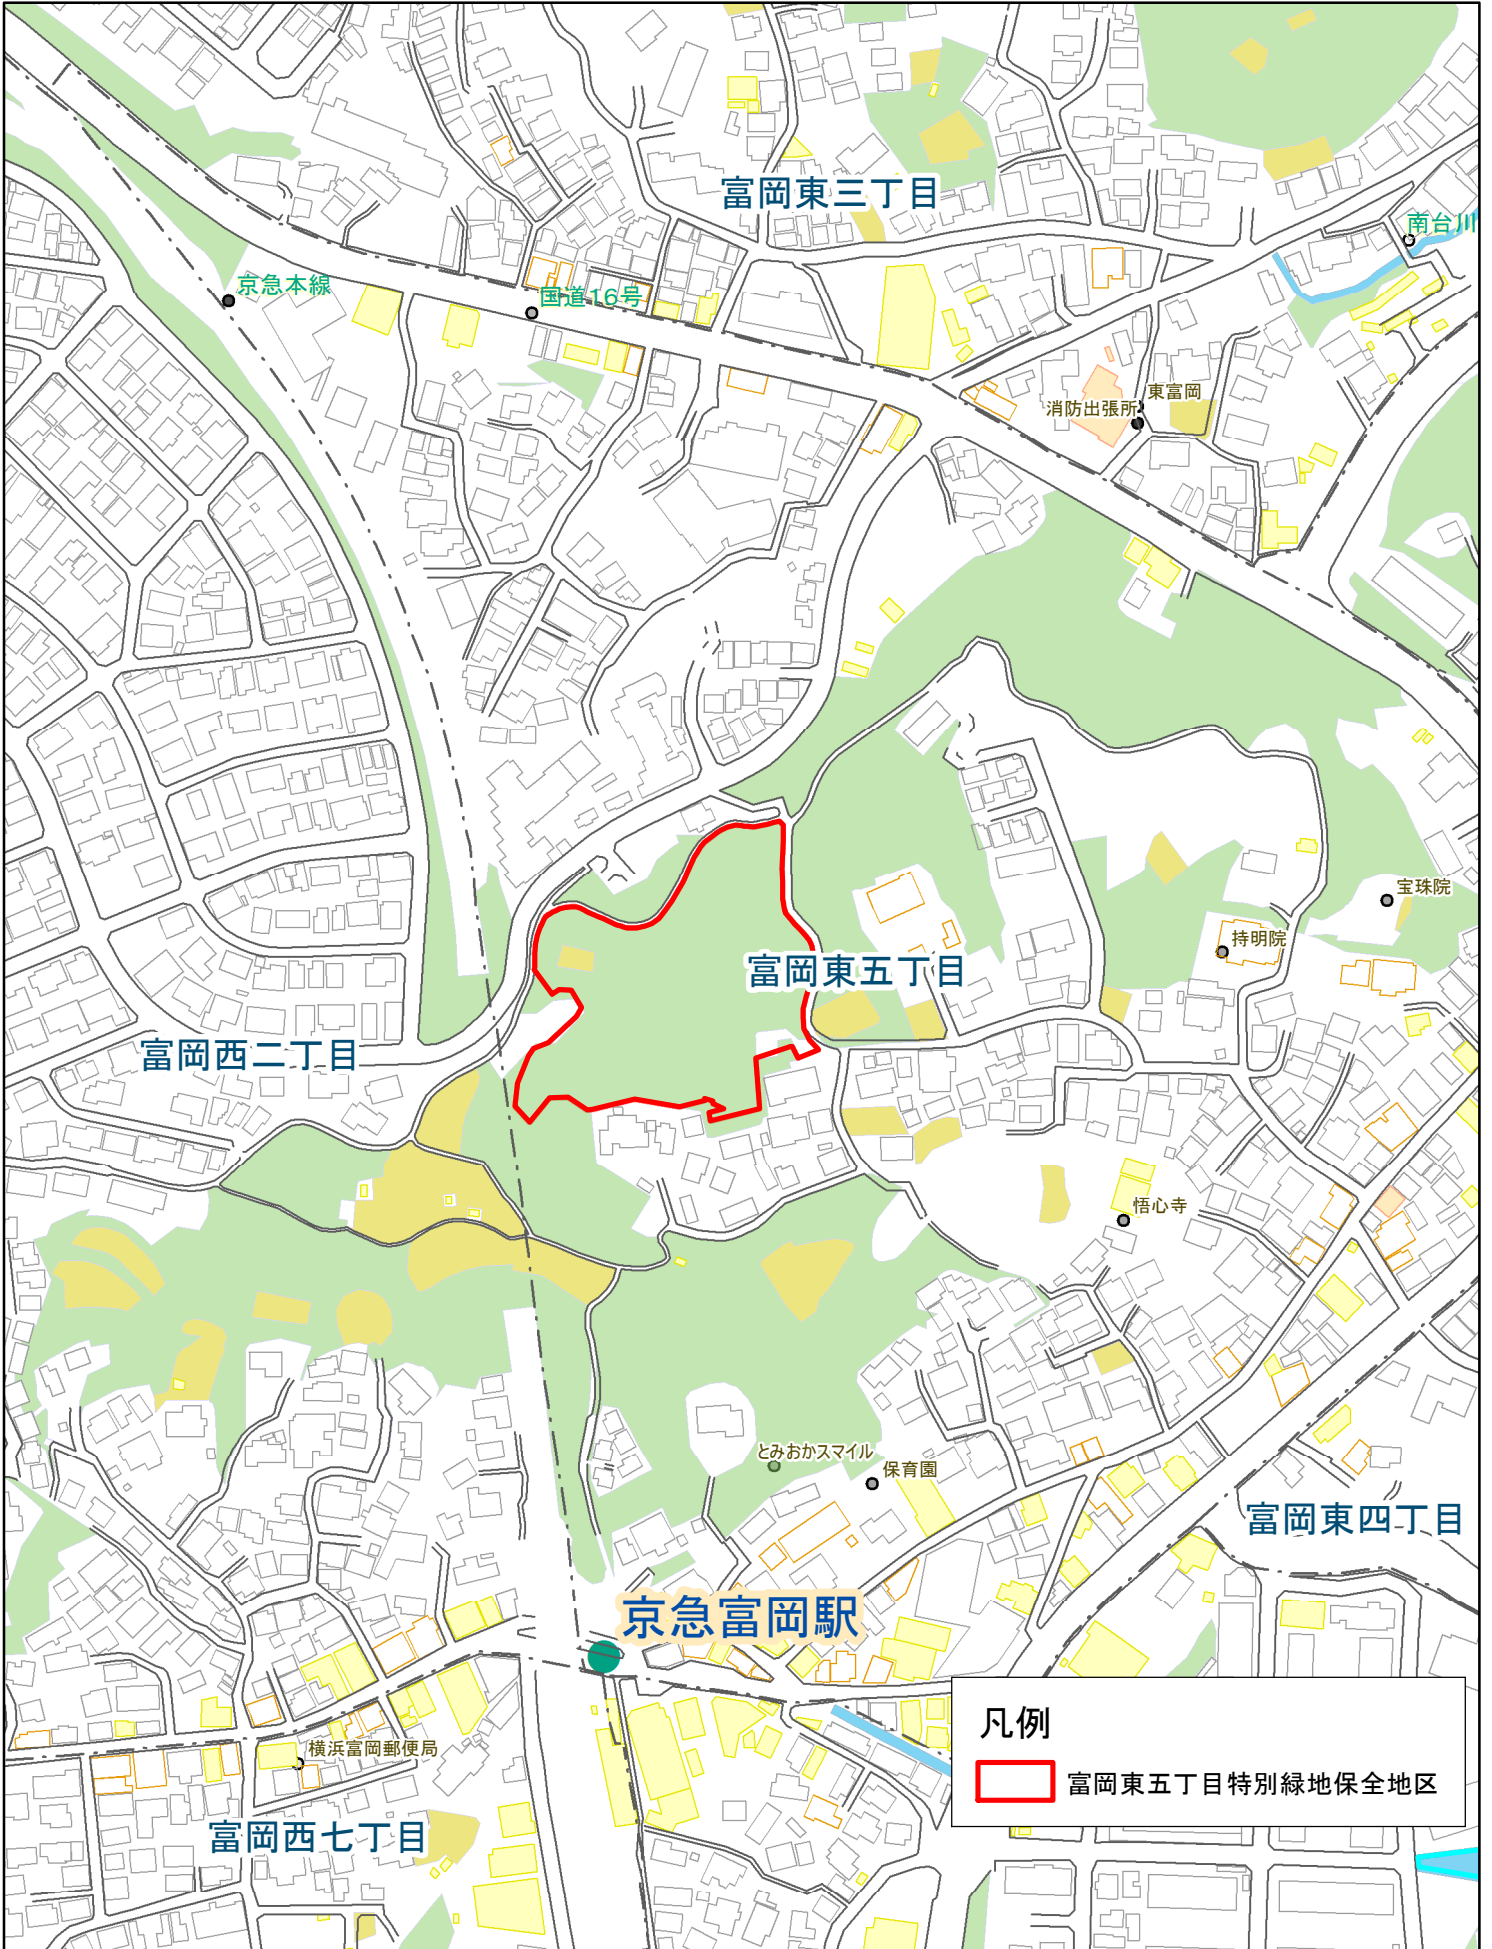 富岡東三丁目
南台川
京急本線
国道16号
東富岡
消防出張所
宝珠院
持明院
富岡東五丁目
富岡西二丁目
悟心寺
とみおかスマイル
保育園
富岡東四丁目
京急富岡駅
凡例
横浜富岡郵便局
富岡東五丁目特別緑地保全地区
富岡西七丁目